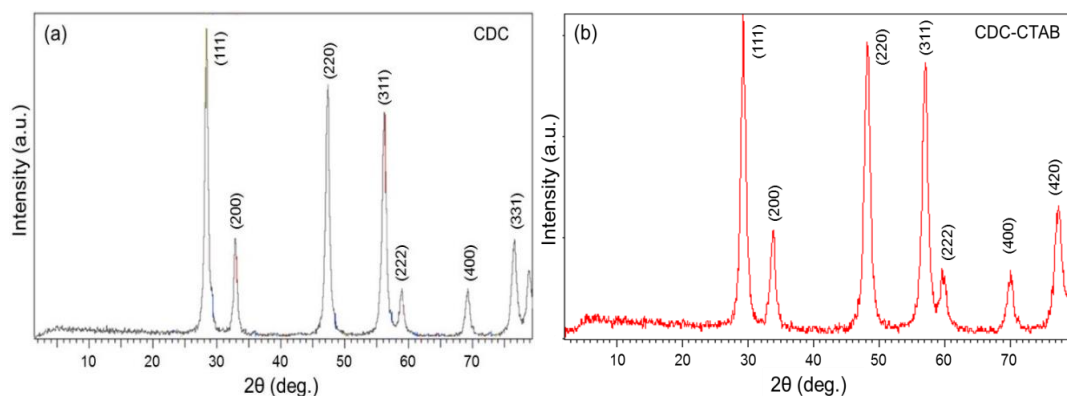 (a)
CDC
(111)
(200)
(220)
(311)
(222)
(400)
(331)
Intensity (a.u.)
10 20 30 40 50 60 70
2θ (deg.)
(b)
CDC-CTAB
(111)
(200)
(220)
(311)
(222)
(400)
(420)
Intensity (a.u.)
10 20 30 40 50 60 70
2θ (deg.)